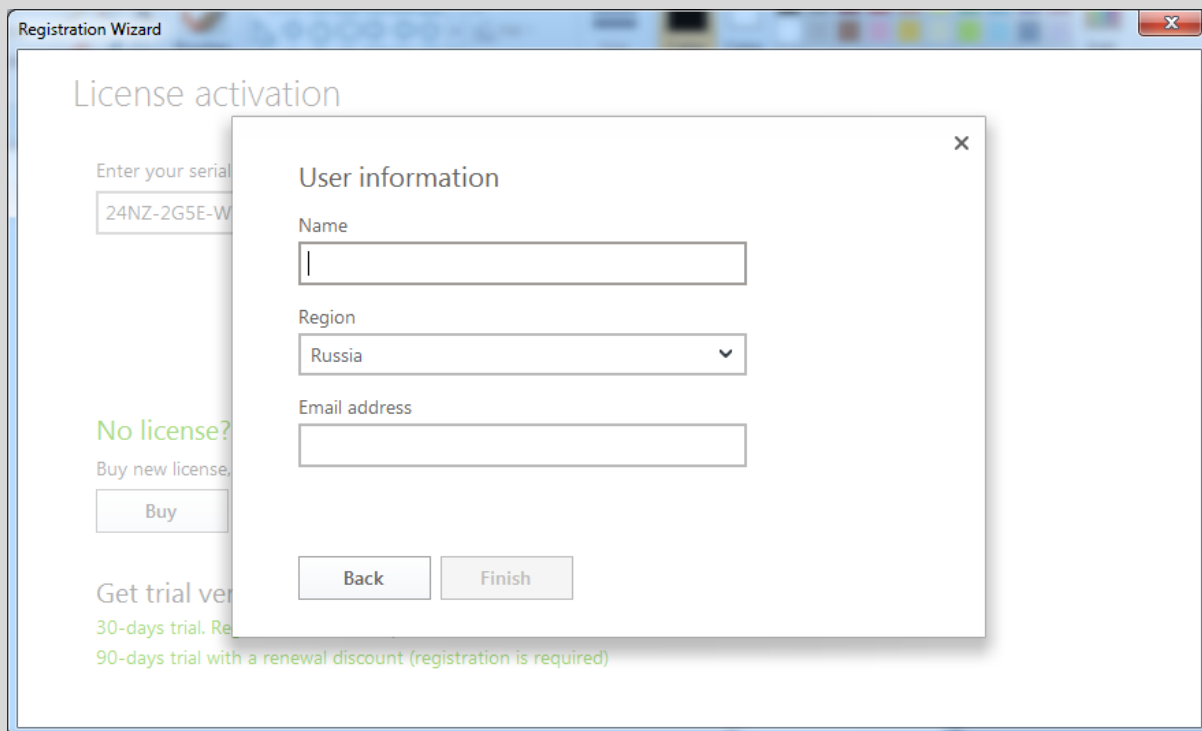 Registration Wizard
License activation
Enter your serial
24NZ-2G5E-W
User information
Name
Region
Russia
Email address
No license?
Buy new license,
Buy
Back
Finish
Get trial ver
30-days trial. Re
90-days trial with a renewal discount (registration is required)